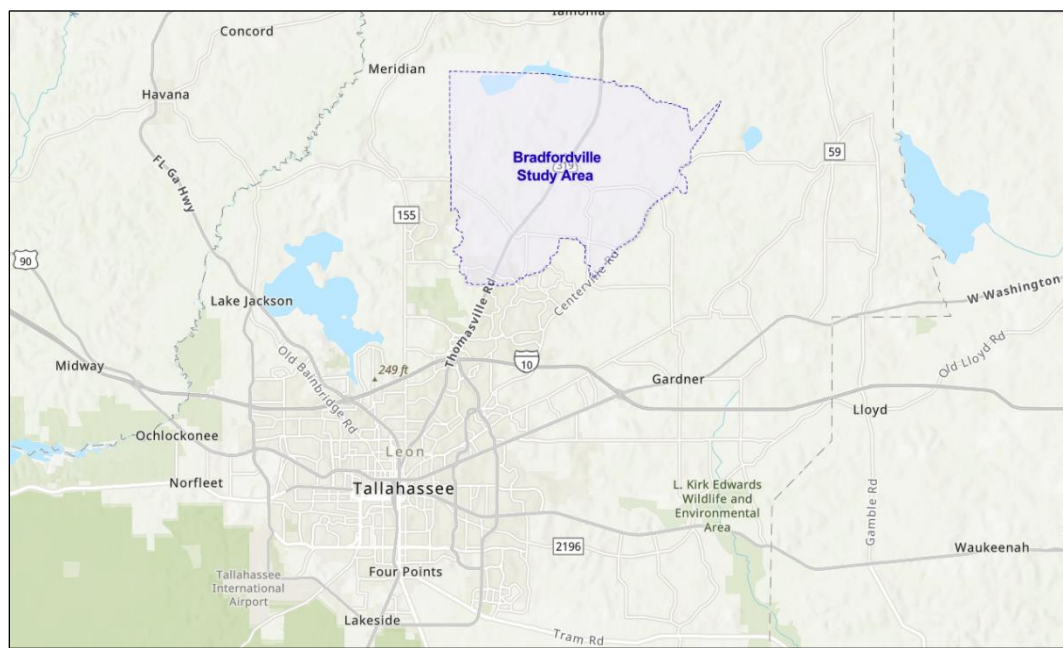 Iamonia
Concord
Meridian
Havana
FL Ga Hwy
Bradfordville
Study Area
319
59
155
90
Lake Jackson
Thomasville Rd
Centerville Rd
W Washington
Old Lloyd Rd
10
249 ft
Midway
Old Bainbridge Rd
Gardner
Lloyd
Ochlockonee
Leon
Norfleet
Tallahassee
L. Kirk Edwards
Wildlife and
Environmental
Area
Gamble Rd
2196
Waukeenah
Tallahassee
International
Airport
Four Points
Lakeside
Tram Rd